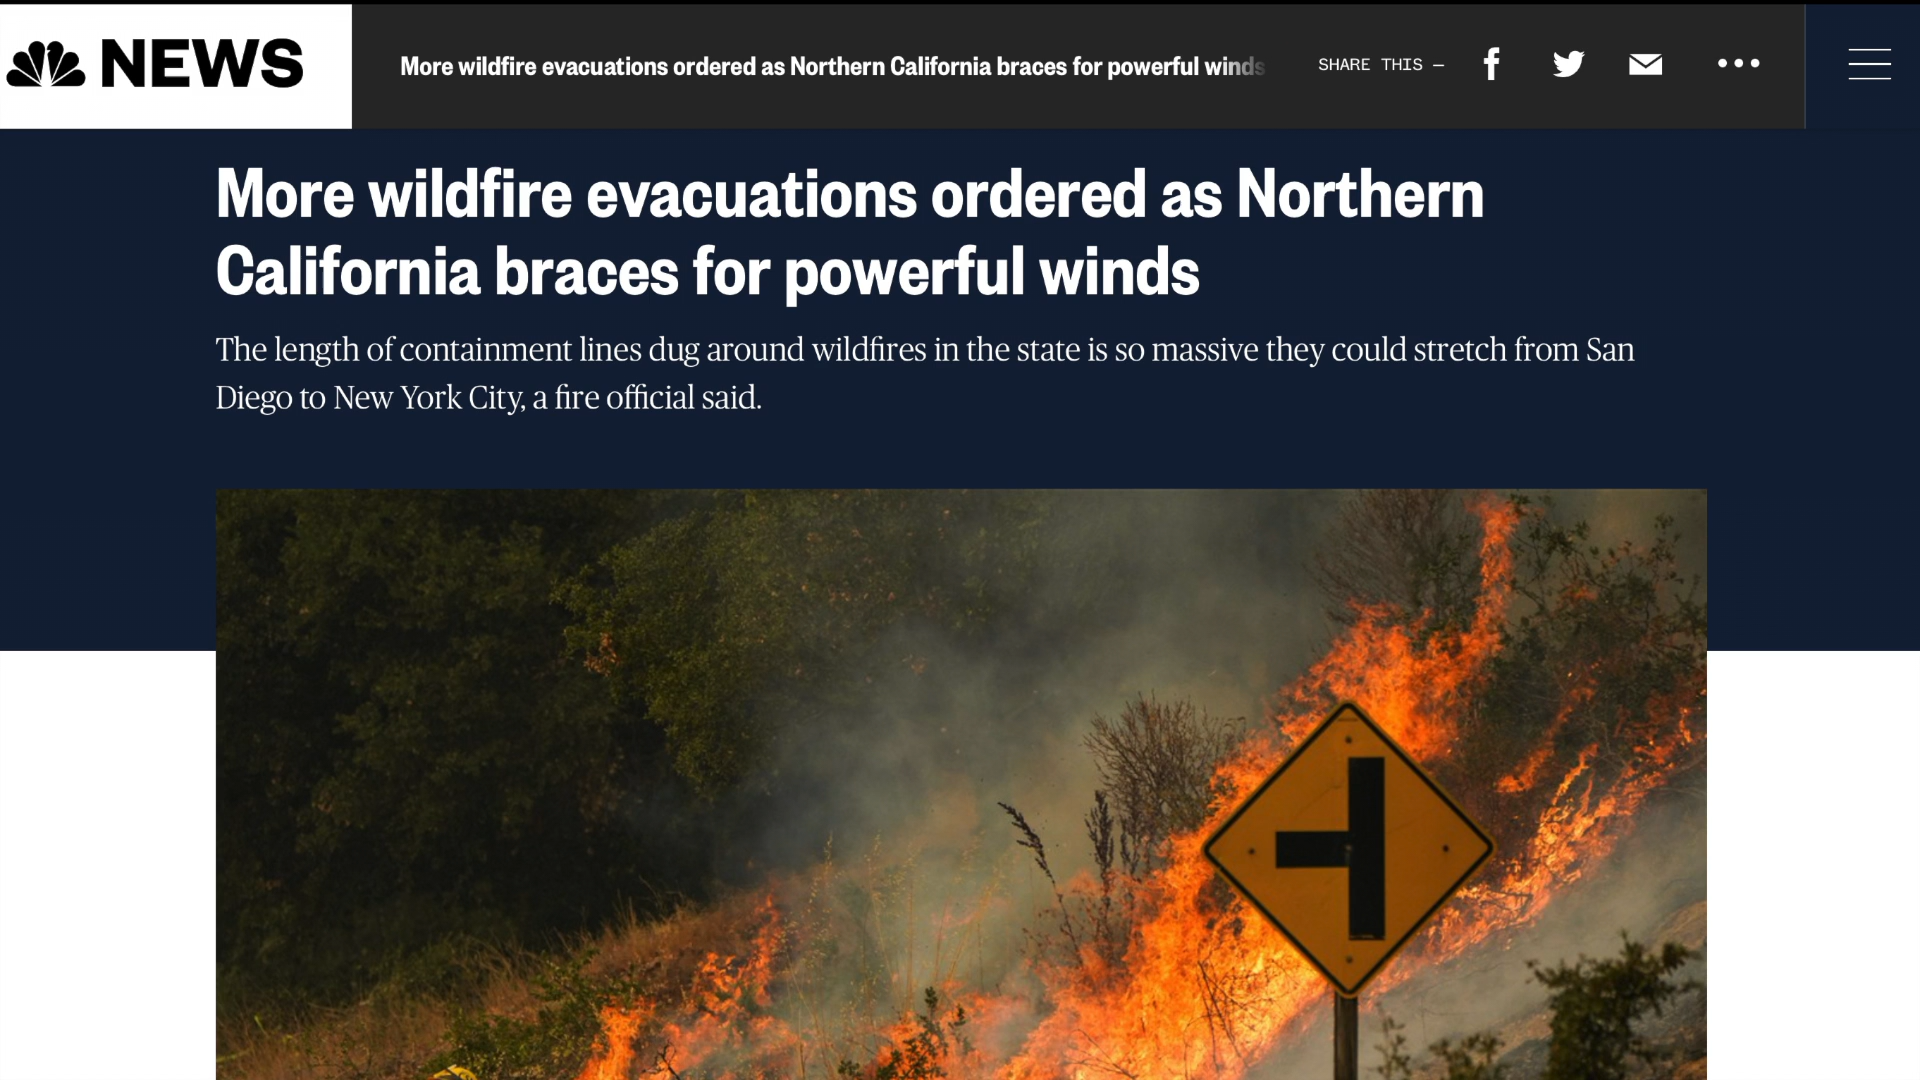 NEWS
More wildfire evacuations ordered as Northern California braces for powerful winds
SHARE THIS —
More wildfire evacuations ordered as Northern
California braces for powerful winds
The length of containment lines dug around wildfires in the state is so massive they could stretch from San
Diego to New York City, a fire official said.